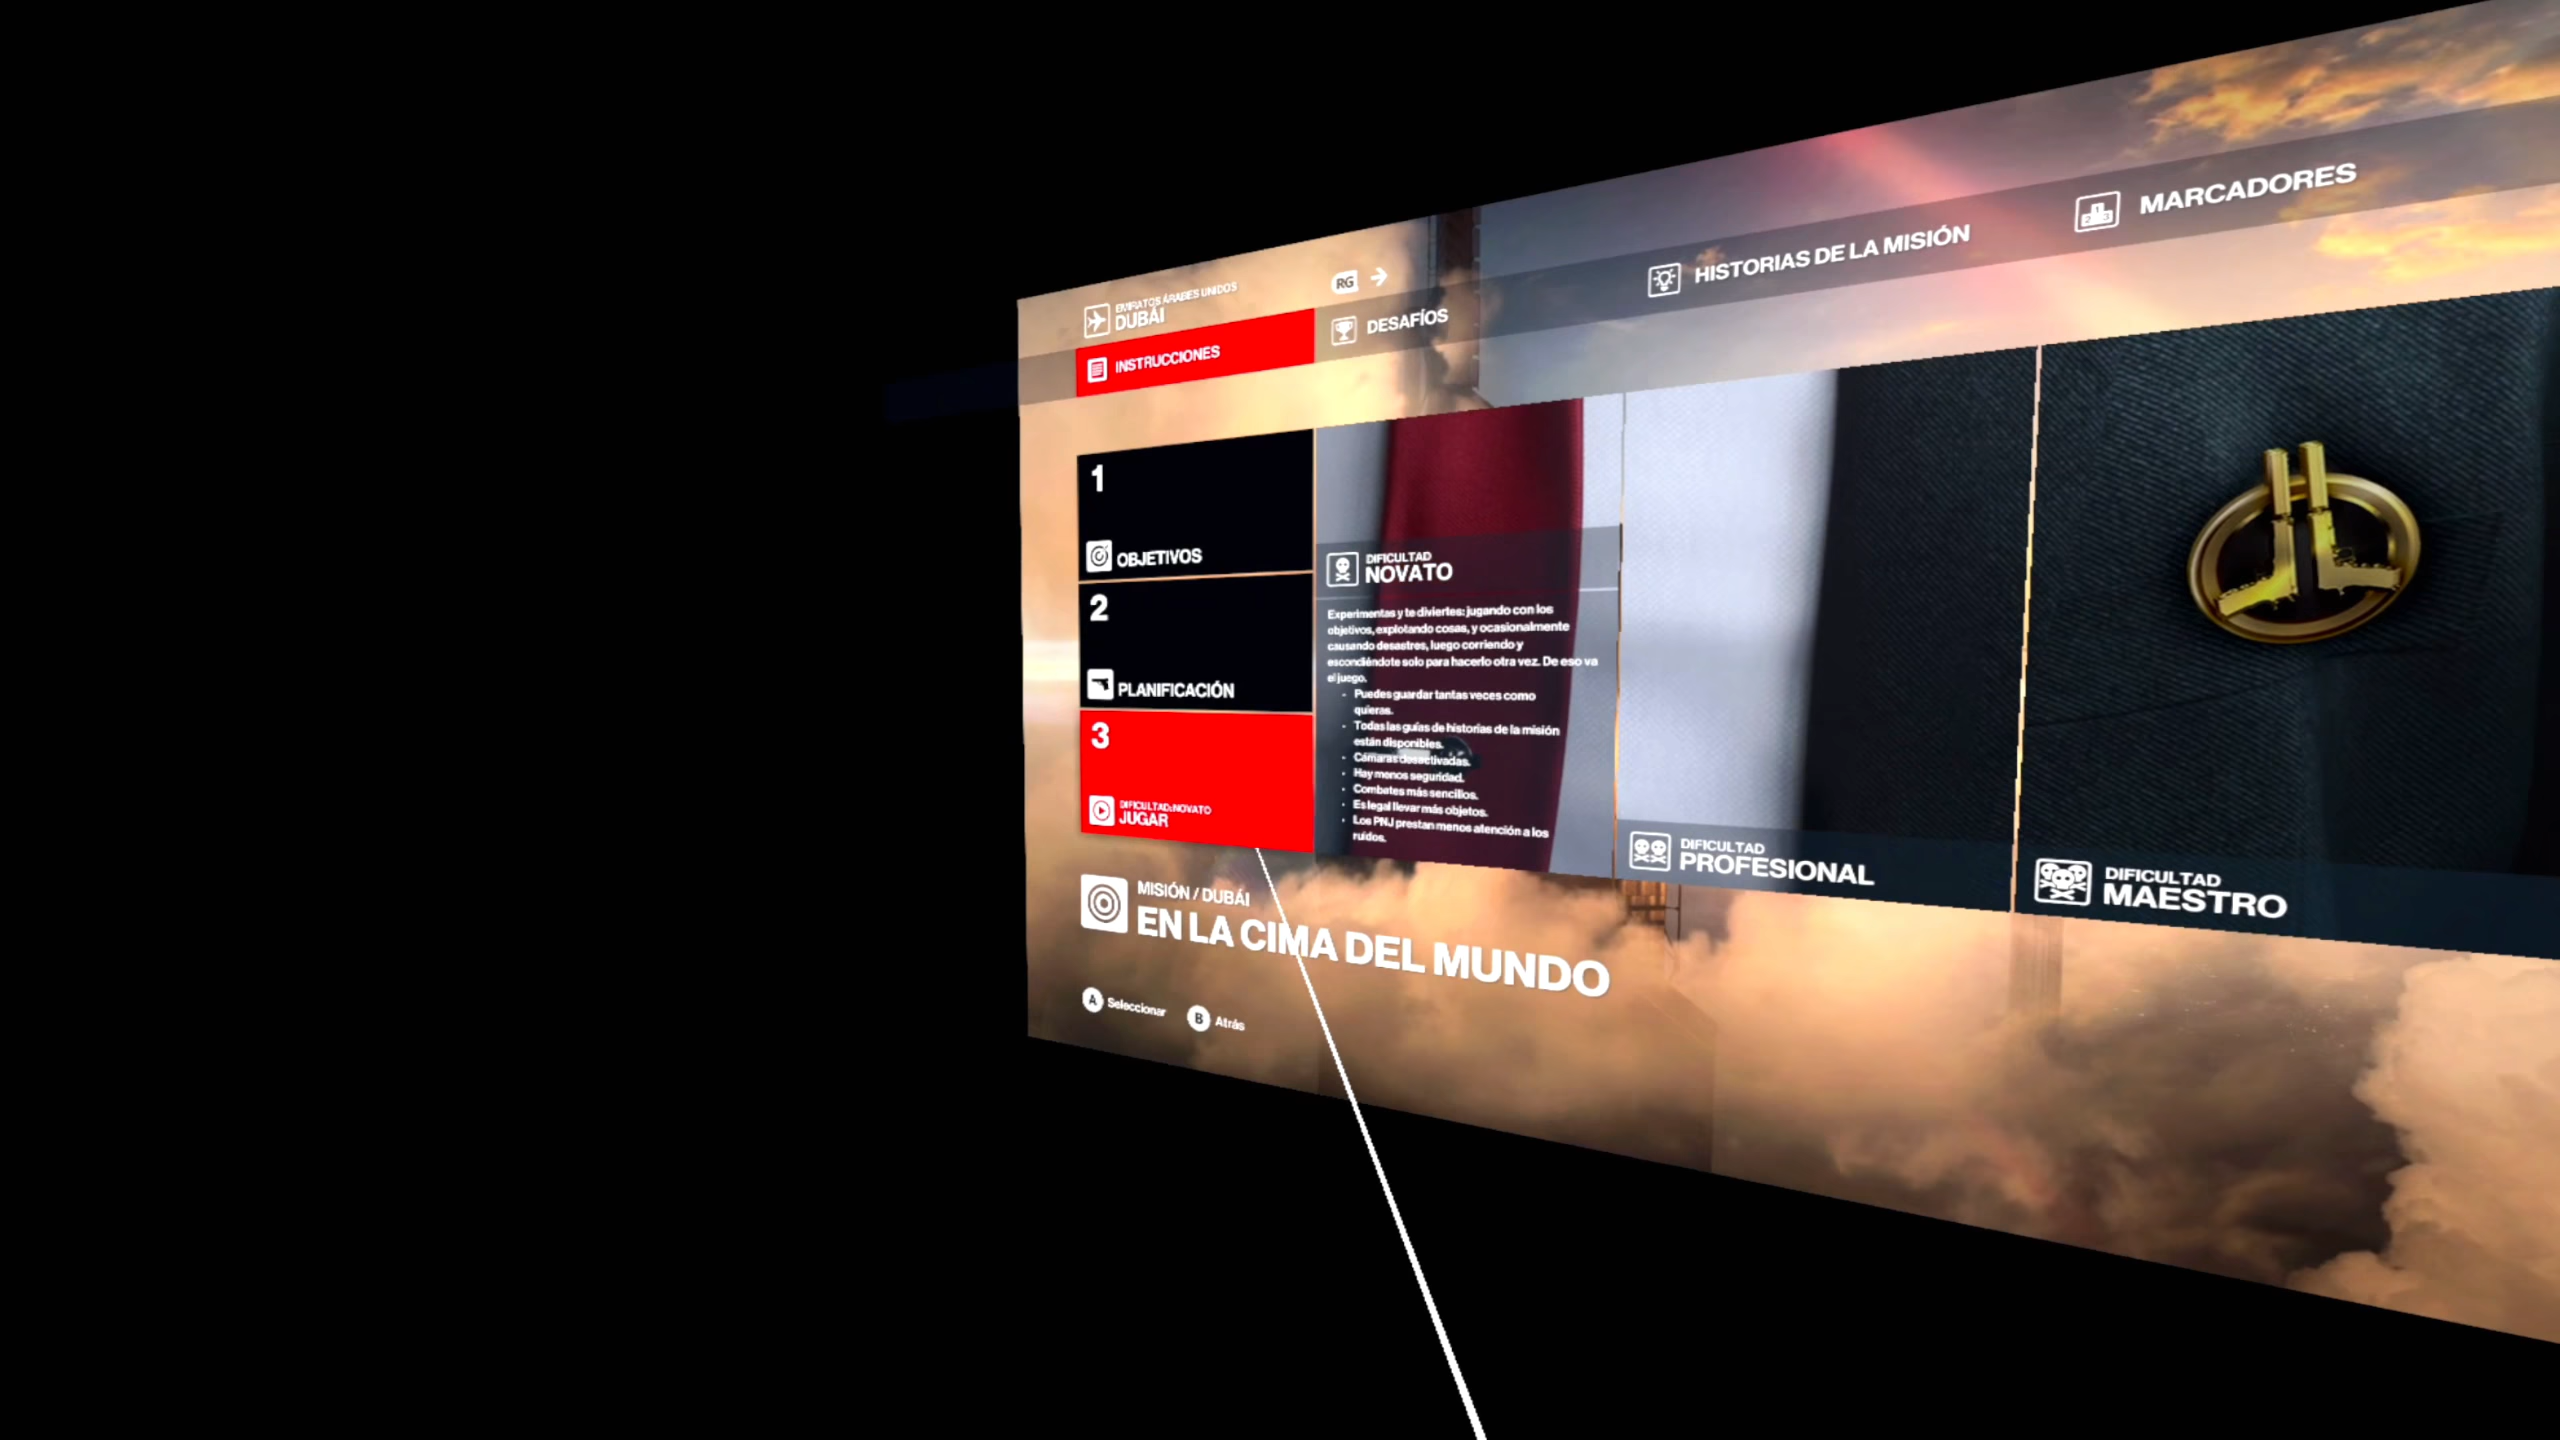 EMIRATOS ÁRABES UNIDOS
DUBÁI
RG
INSTRUCCIONES
DESAFÍOS
HISTORIAS DE LA MISIÓN
MARCADORES
1
OBJETIVOS
2
PLANIFICACIÓN
3
DIFICULTAD: NOVATO
JUGAR
DIFICULTAD
NOVATO
Experimentas y te diviertes: jugando con los
objetivos, explotando cosas, y ocasionalmente
causando desastres, luego corriendo y
escondiéndote solo para hacerlo otra vez. De eso va
el juego.
- Puedes guardar tantas veces como
quieras.
- Todas las guías de historias de la misión
están disponibles.
- Cámaras desactivadas.
- Hay menos seguridad.
- Combates más sencillos.
- Es legal llevar más objetos.
- Los PNJ prestan menos atención a los
ruidos.
DIFICULTAD
PROFESIONAL
DIFICULTAD
MAESTRO
MISIÓN / DUBÁI
EN LA CIMA DEL MUNDO
A Seleccionar
B Atrás